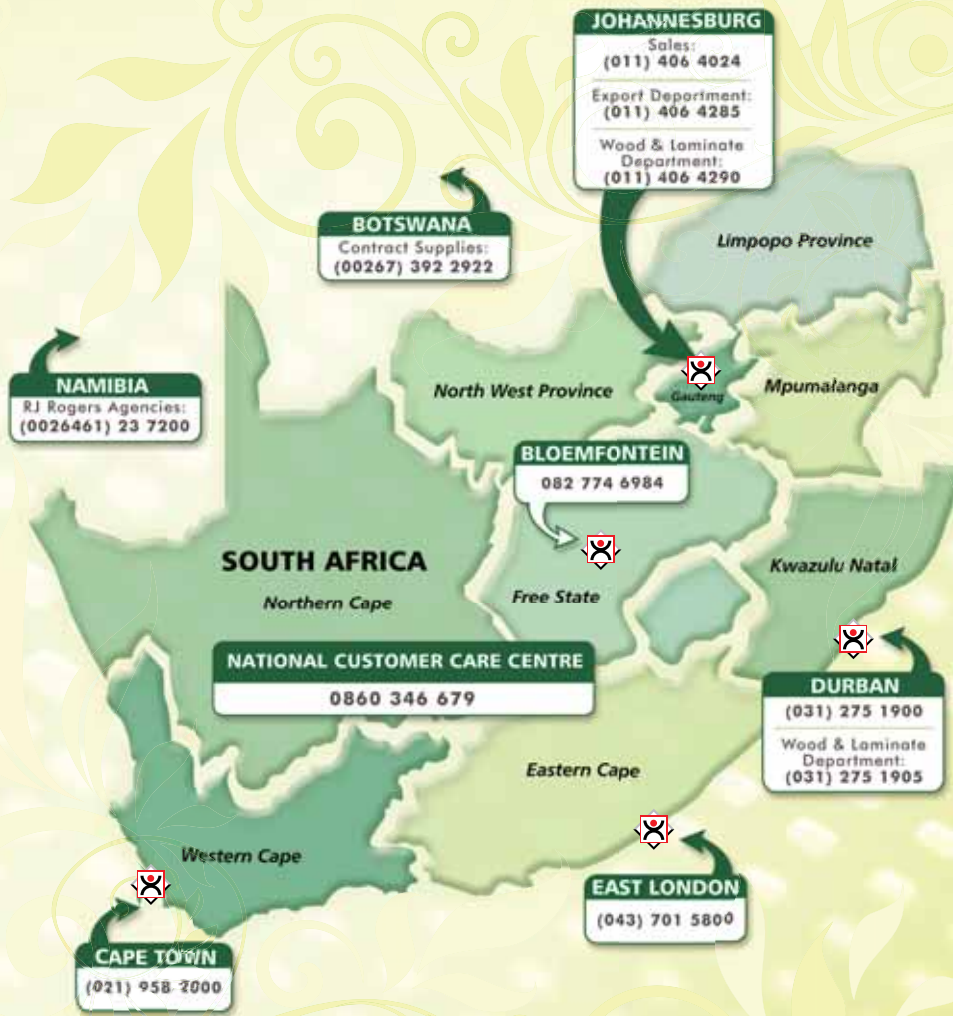 JOHANNESBURG
Sales:
(011) 406 4024
Export Department:
(011) 406 4285
Wood & Laminate
Department:
(011) 406 4290
BOTSWANA
Contract Supplies:
(00267) 392 2922
Limpopo Province
NAMIBIA
RJ Rogers Agencies:
(0026461) 23 7200
North West Province
Gauteng
Mpumalanga
BLOEMFONTEIN
082 774 6984
SOUTH AFRICA
Northern Cape
Free State
Kwazulu Natal
NATIONAL CUSTOMER CARE CENTRE
0860 346 679
DURBAN
(031) 275 1900
Wood & Laminate
Department:
(031) 275 1905
Eastern Cape
Western Cape
EAST LONDON
(043) 701 5800
CAPE TOWN
(021) 958 2000